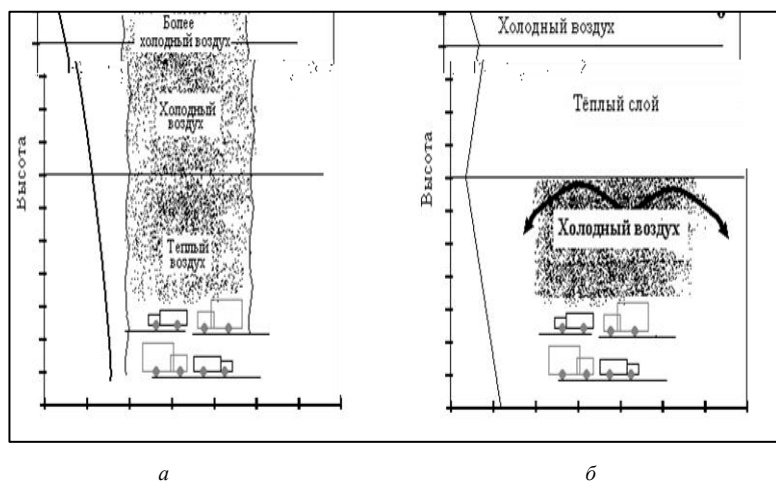 Более
холодный воздух
Холодный
воздух
Тёплый
воздух
Высота
а
Холодный воздух
Тёплый слой
Холодный воздух
Высота
б